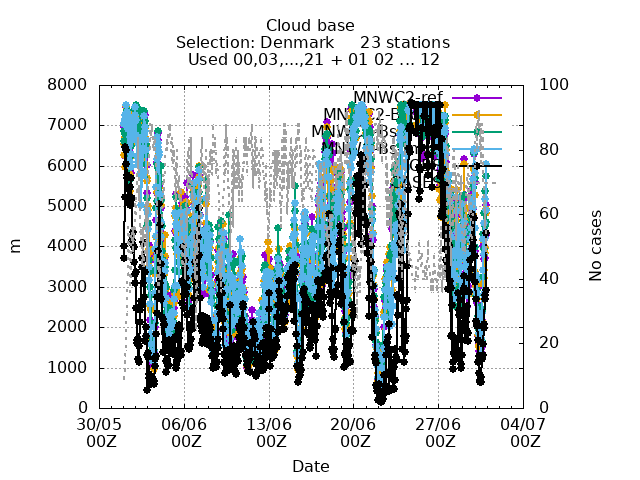 Cloud base
Selection: Denmark 23 stations
Used 00,03,...,21 + 01 02 ... 12
8000
7000
6000
5000
4000
3000
2000
1000
0
100
80
60
40
20
0
m
No cases
MNWC2-ref
30/05 06/06 13/06 20/06 27/06 04/07
00Z 00Z 00Z 00Z 00Z 00Z
Date